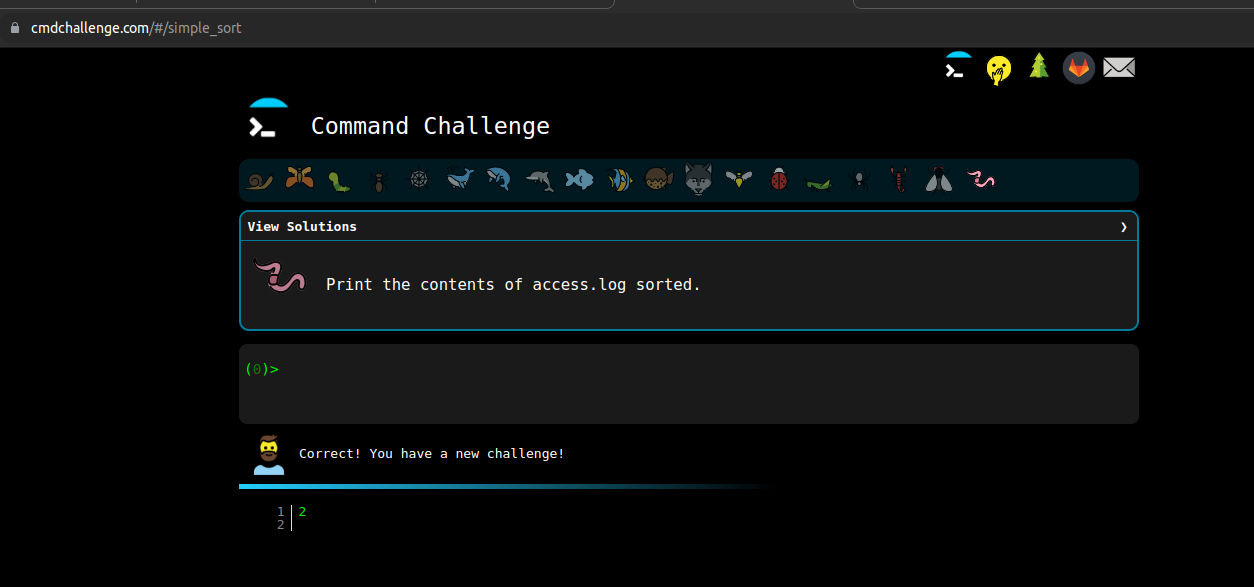 cmdchallenge.com/#/simple_sort
Command Challenge
View Solutions ❯
Print the contents of access.log sorted.
(0)>
Correct! You have a new challenge!
1 2
2